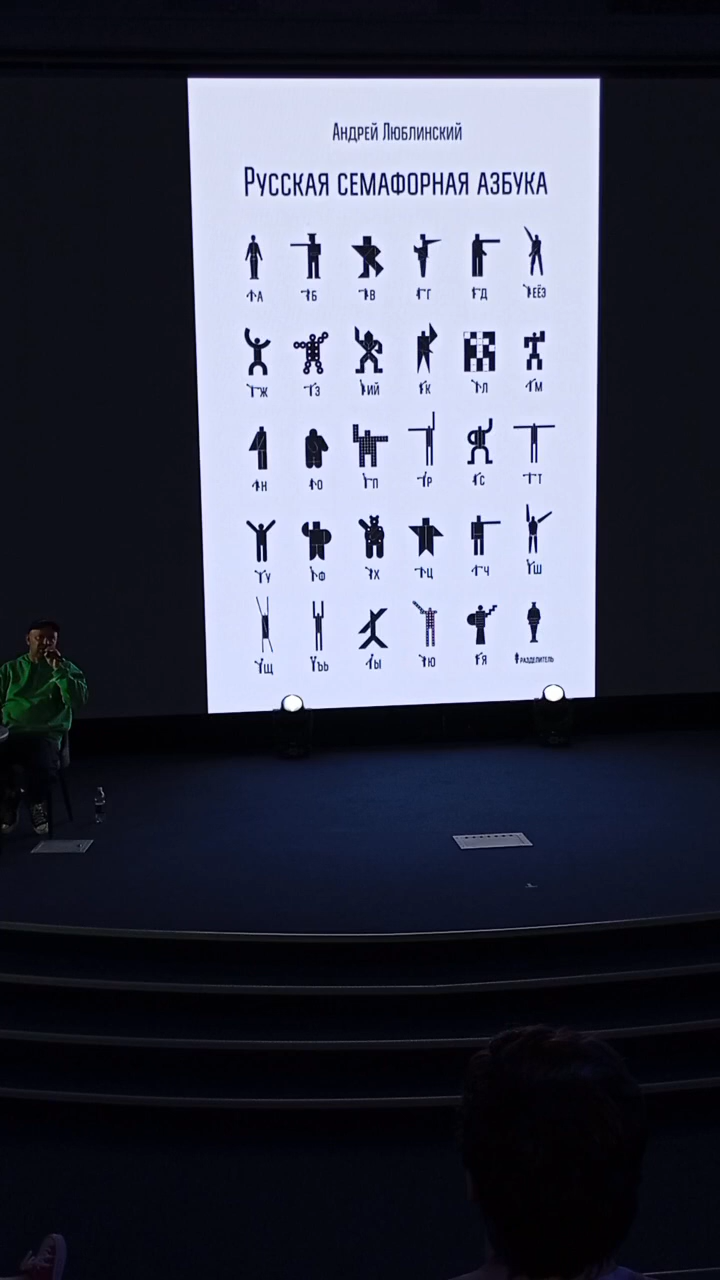 Андрей Люблинский
Русская семафорная азбука
А Б В Г Д ЕЁЭ
Ж З ИЙ К Л М
Н О П Р С Т
У Ф Х Ц Ч Ш
Щ ЪЬ Ы Ю Я РАЗДЕЛИТЕЛЬ